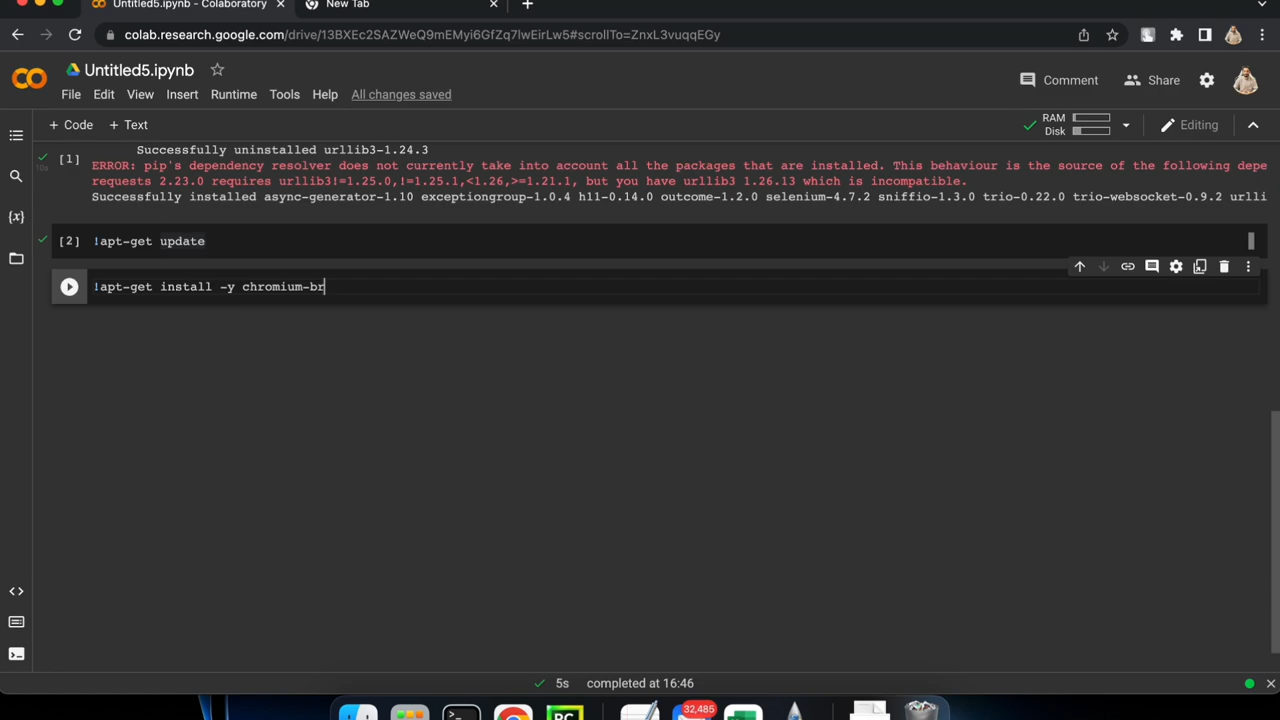 Untitled5.ipynb - Colaboratory
New Tab
colab.research.google.com/drive/13BXEc2SAZWeQ9mEMyi6GfZq7lwEirLw5#scrollTo=ZnxL3vuqqEGy
Untitled5.ipynb
Comment
Share
File Edit View Insert Runtime Tools Help All changes saved
+ Code + Text
RAM
Disk
Editing
Successfully uninstalled urllib3-1.24.3
[1]
10s
ERROR: pip's dependency resolver does not currently take into account all the packages that are installed. This behaviour is the source of the following depe
requests 2.23.0 requires urllib3!=1.25.0,!=1.25.1,<1.26,>=1.21.1, but you have urllib3 1.26.13 which is incompatible.
Successfully installed async-generator-1.10 exceptiongroup-1.0.4 h11-0.14.0 outcome-1.2.0 selenium-4.7.2 sniffio-1.3.0 trio-0.22.0 trio-websocket-0.9.2 urlli
[2] !apt-get update
!apt-get install -y chromium-br
{x}
5s completed at 16:46
32,485
PC